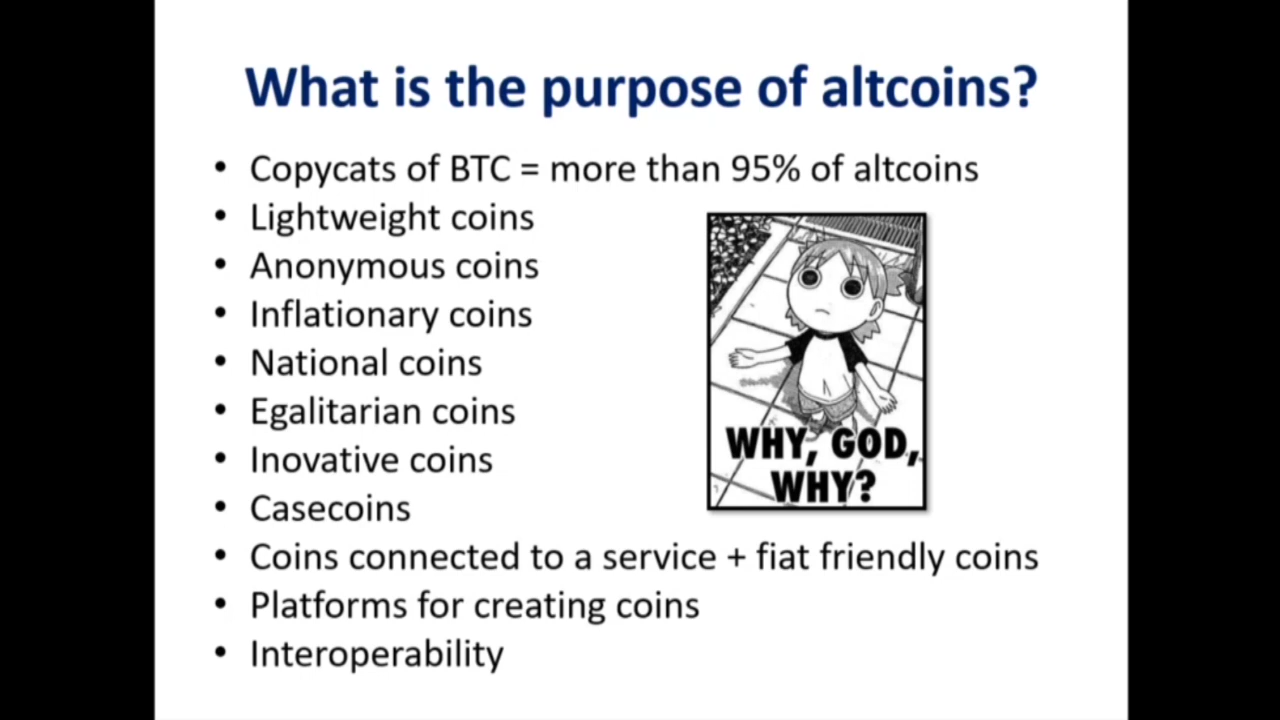 What is the purpose of altcoins?
• Copycats of BTC = more than 95% of altcoins
• Lightweight coins
• Anonymous coins
• Inflationary coins
• National coins
• Egalitarian coins
• Inovative coins
• Casecoins
• Coins connected to a service + fiat friendly coins
• Platforms for creating coins
• Interoperability
WHY, GOD,
WHY?